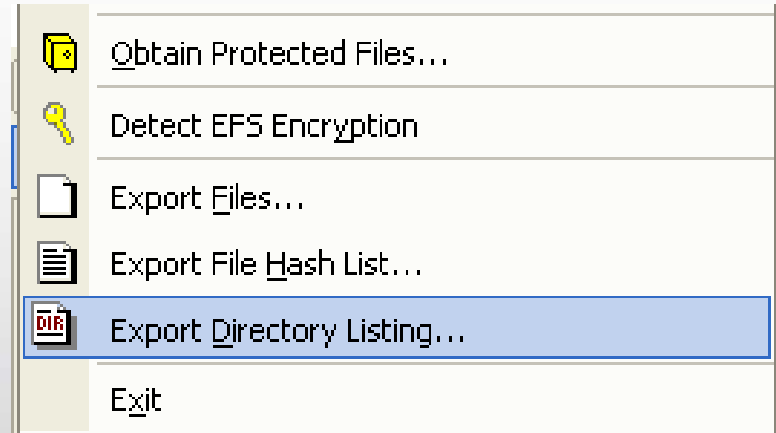 Obtain Protected Files...
Detect EFS Encryption
Export Files...
Export File Hash List...
DIR
Export Directory Listing...
Exit